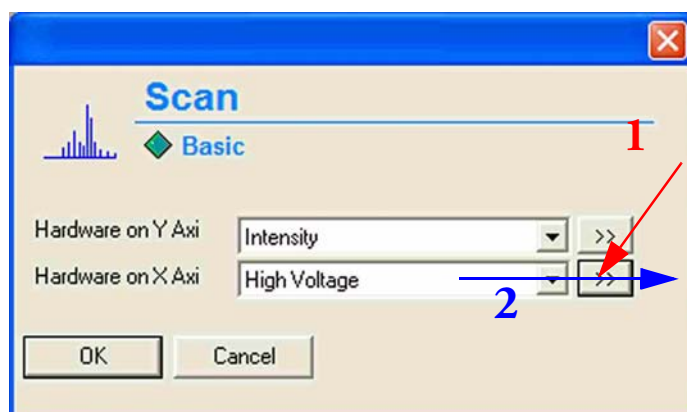 Scan
Basic
1
Hardware on Y Axi
Intensity
>>
Hardware on X Axi
High Voltage
>>
2
OK
Cancel